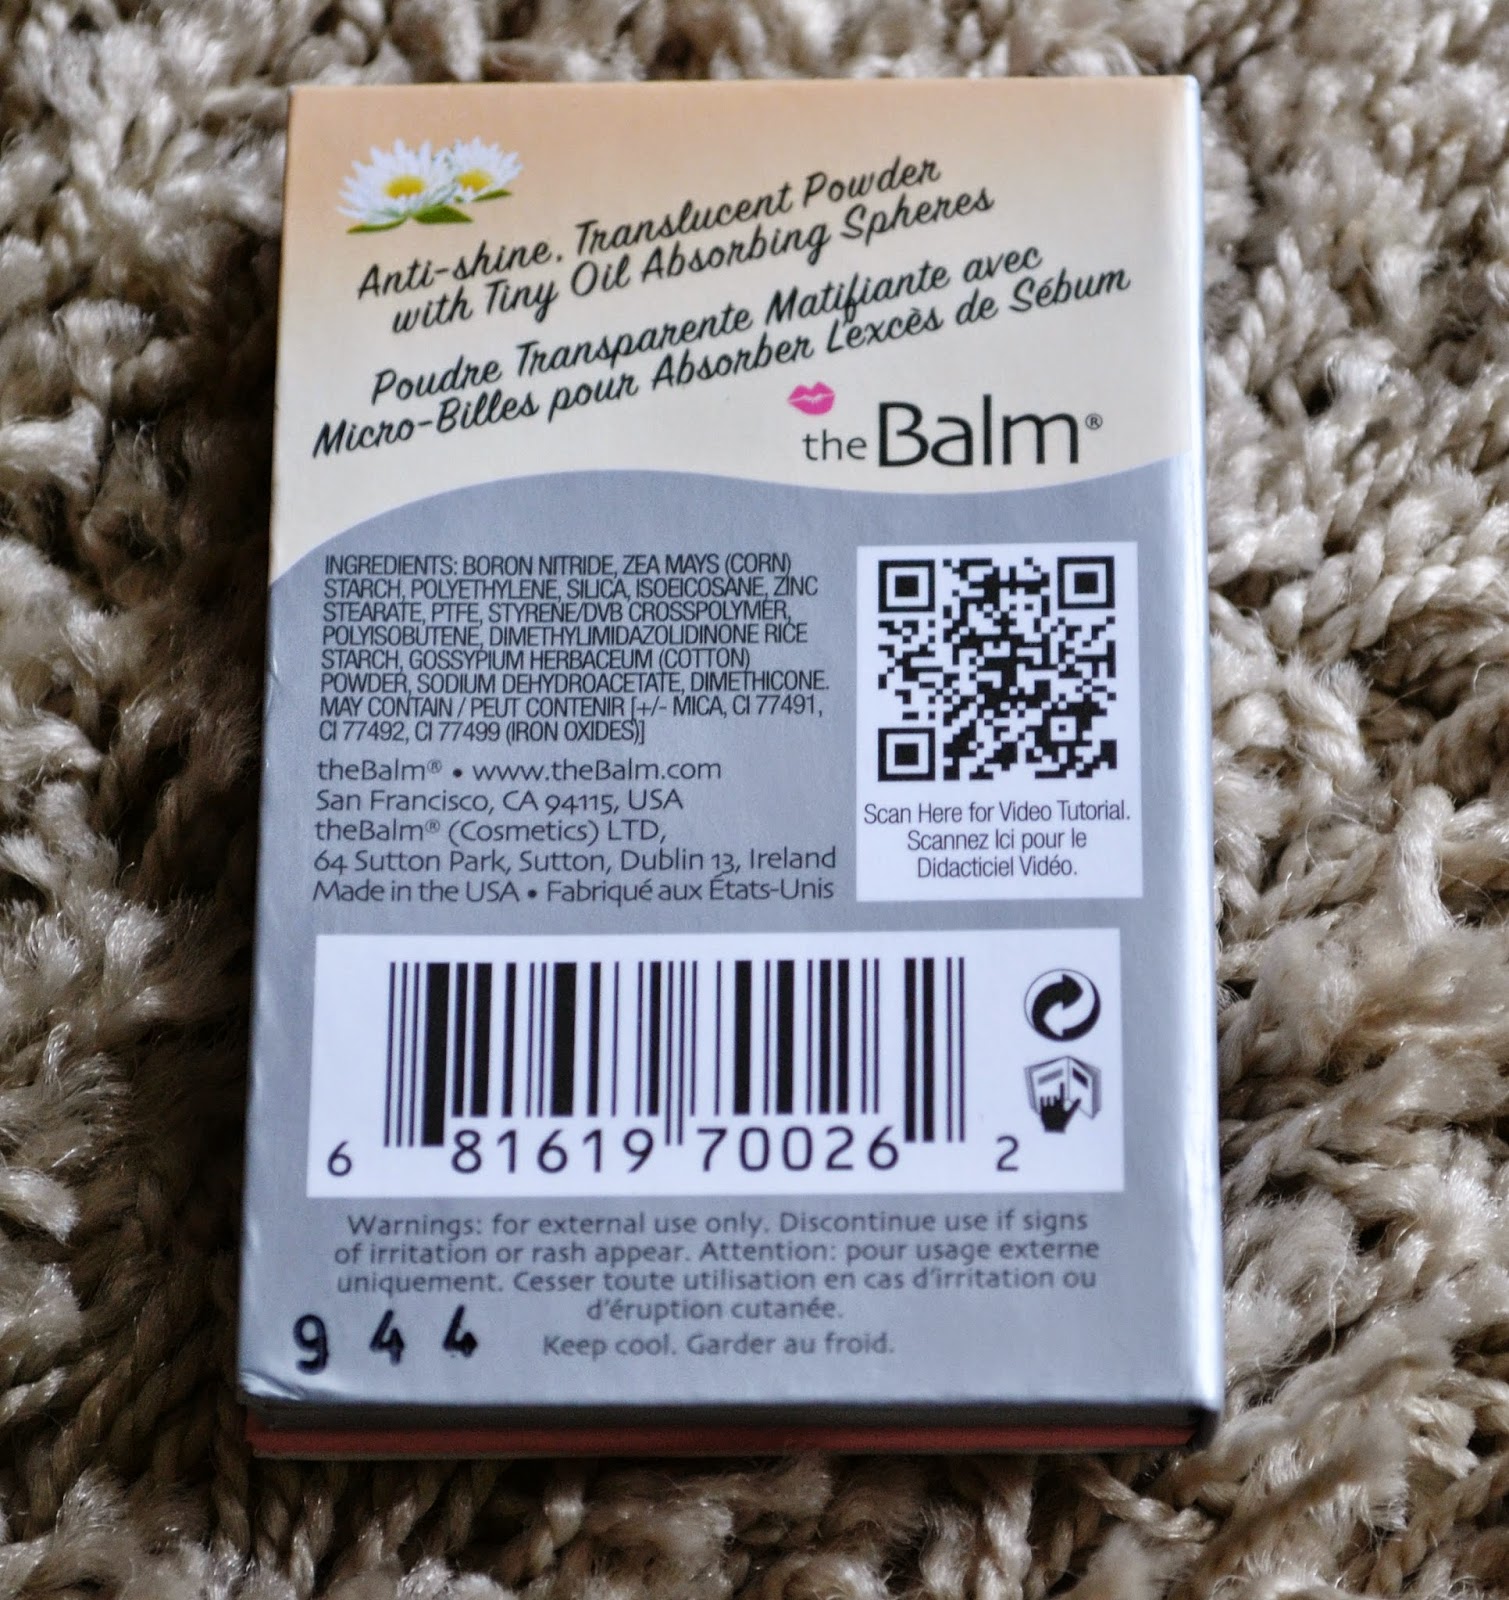 Anti-shine. Translucent Powder
with Tiny Oil Absorbing Spheres
Poudre Transparente Matifiante avec
Micro-Billes pour Absorber L'excès de Sébum
theBalm®
INGREDIENTS: BORON NITRIDE, ZEA MAYS (CORN)
STARCH, POLYETHYLENE, SILICA, ISOEICOSANE, ZINC
STEARATE, PTFE, STYRENE/DVB CROSSPOLYMER,
POLYISOBUTENE, DIMETHYLIMIDAZOLIDINONE RICE
STARCH, GOSSYPIUM HERBACEUM (COTTON)
POWDER, SODIUM DEHYDROACETATE, DIMETHICONE.
MAY CONTAIN / PEUT CONTENIR [+/- MICA, CI 77491,
CI 77492, CI 77499 (IRON OXIDES)]
theBalm® • www.theBalm.com
San Francisco, CA 94115, USA
theBalm® (Cosmetics) LTD,
64 Sutton Park, Sutton, Dublin 13, Ireland
Made in the USA • Fabriqué aux États-Unis
Scan Here for Video Tutorial.
Scannez Ici pour le
Didacticiel Vidéo.
6 81619 70026 2
Warnings: for external use only. Discontinue use if signs
of irritation or rash appear. Attention: pour usage externe
uniquement. Cesser toute utilisation en cas d'irritation ou
d'éruption cutanée.
Keep cool. Garder au froid.
944